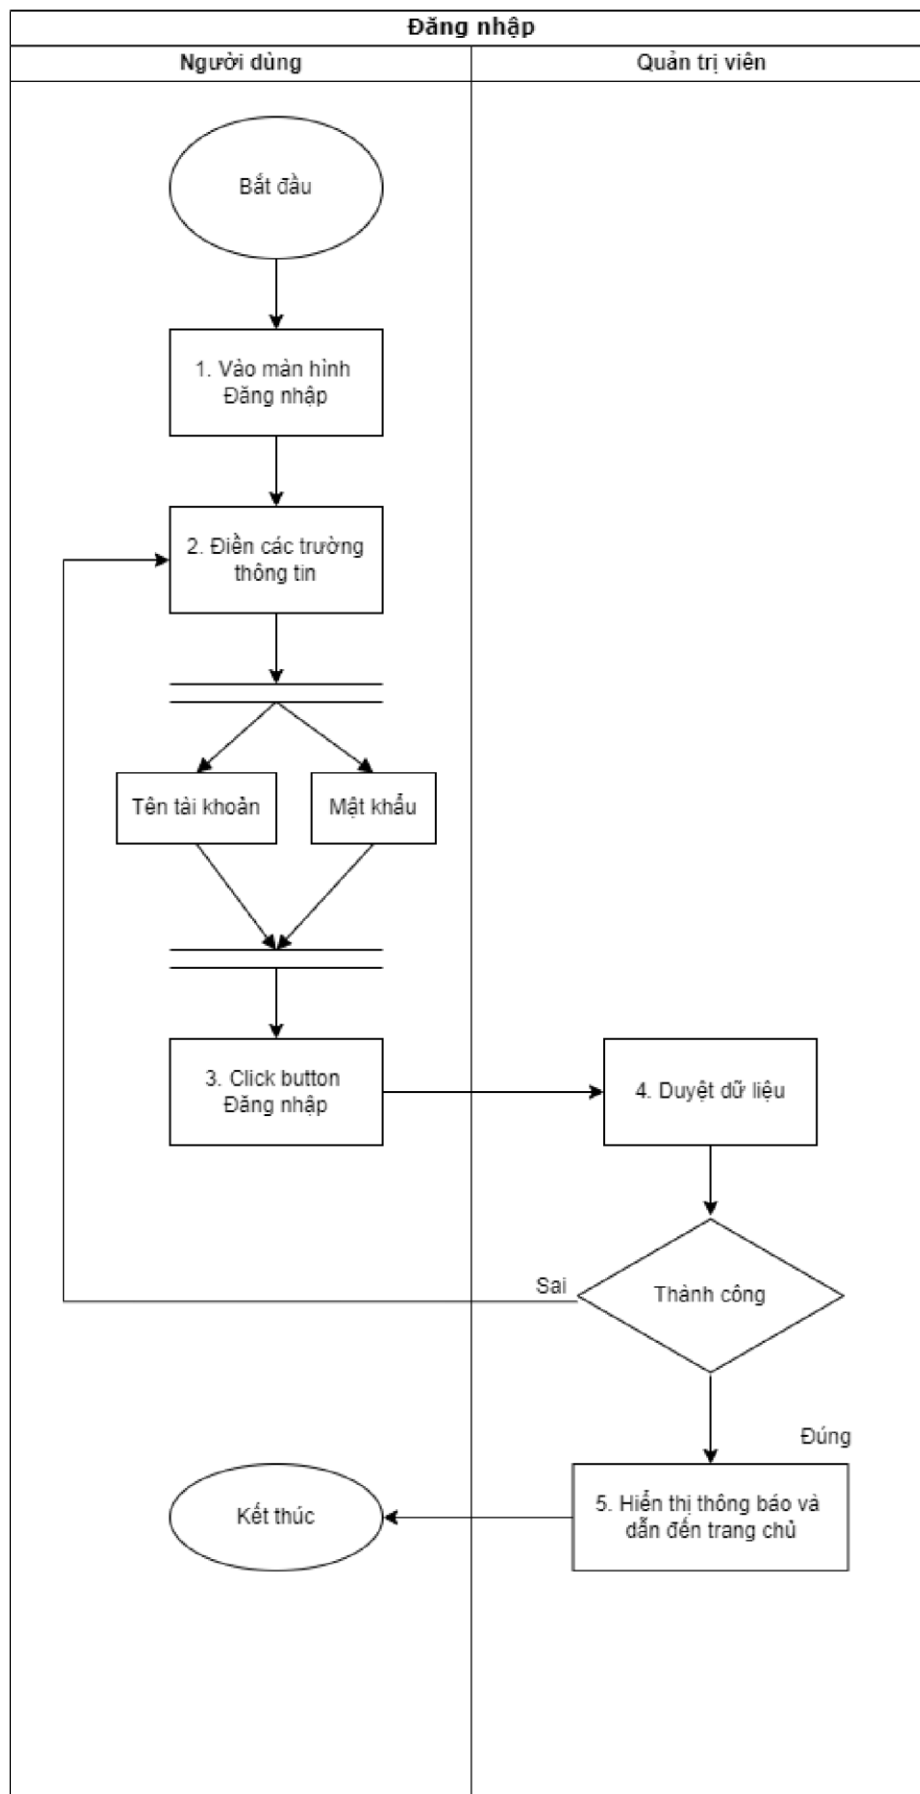 Đăng nhập
Người dùng
Quản trị viên
Bắt đầu
1. Vào màn hình
Đăng nhập
2. Điền các trường
thông tin
Tên tài khoản
Mật khẩu
3. Click button
Đăng nhập
4. Duyệt dữ liệu
Sai
Thành công
Đúng
Kết thúc
5. Hiển thị thông báo và
dẫn đến trang chủ